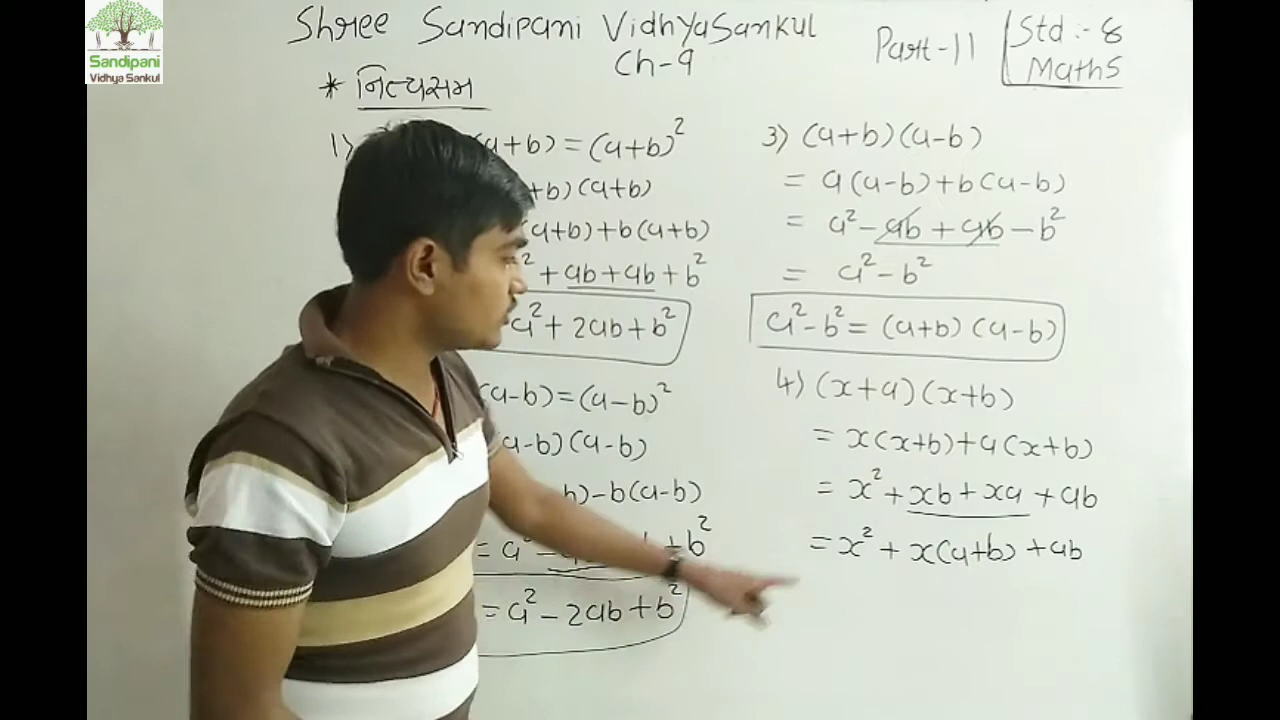 Sandipani
Vidhya Sankul
Shree Sandipani VidhyaSankul
Ch-9
Part-11
Std :- 8
Maths
* નિત્યસમ
1) (a+b) = (a+b)²
+b) (a+b)
(a+b) + b(a+b)
² + ab + ab + b²
a² + 2ab + b²
(a-b) = (a-b)²
(a-b) (a-b)
b) - b(a-b)
= a² - + b²
= a² - 2ab + b²
3) (a+b) (a-b)
= a(a-b) + b(a-b)
= a² - ab + ab - b²
= a² - b²
a² - b² = (a+b) (a-b)
4) (x+a) (x+b)
= x(x+b) + a(x+b)
= x² + xb + xa + ab
= x² + x(a+b) + ab